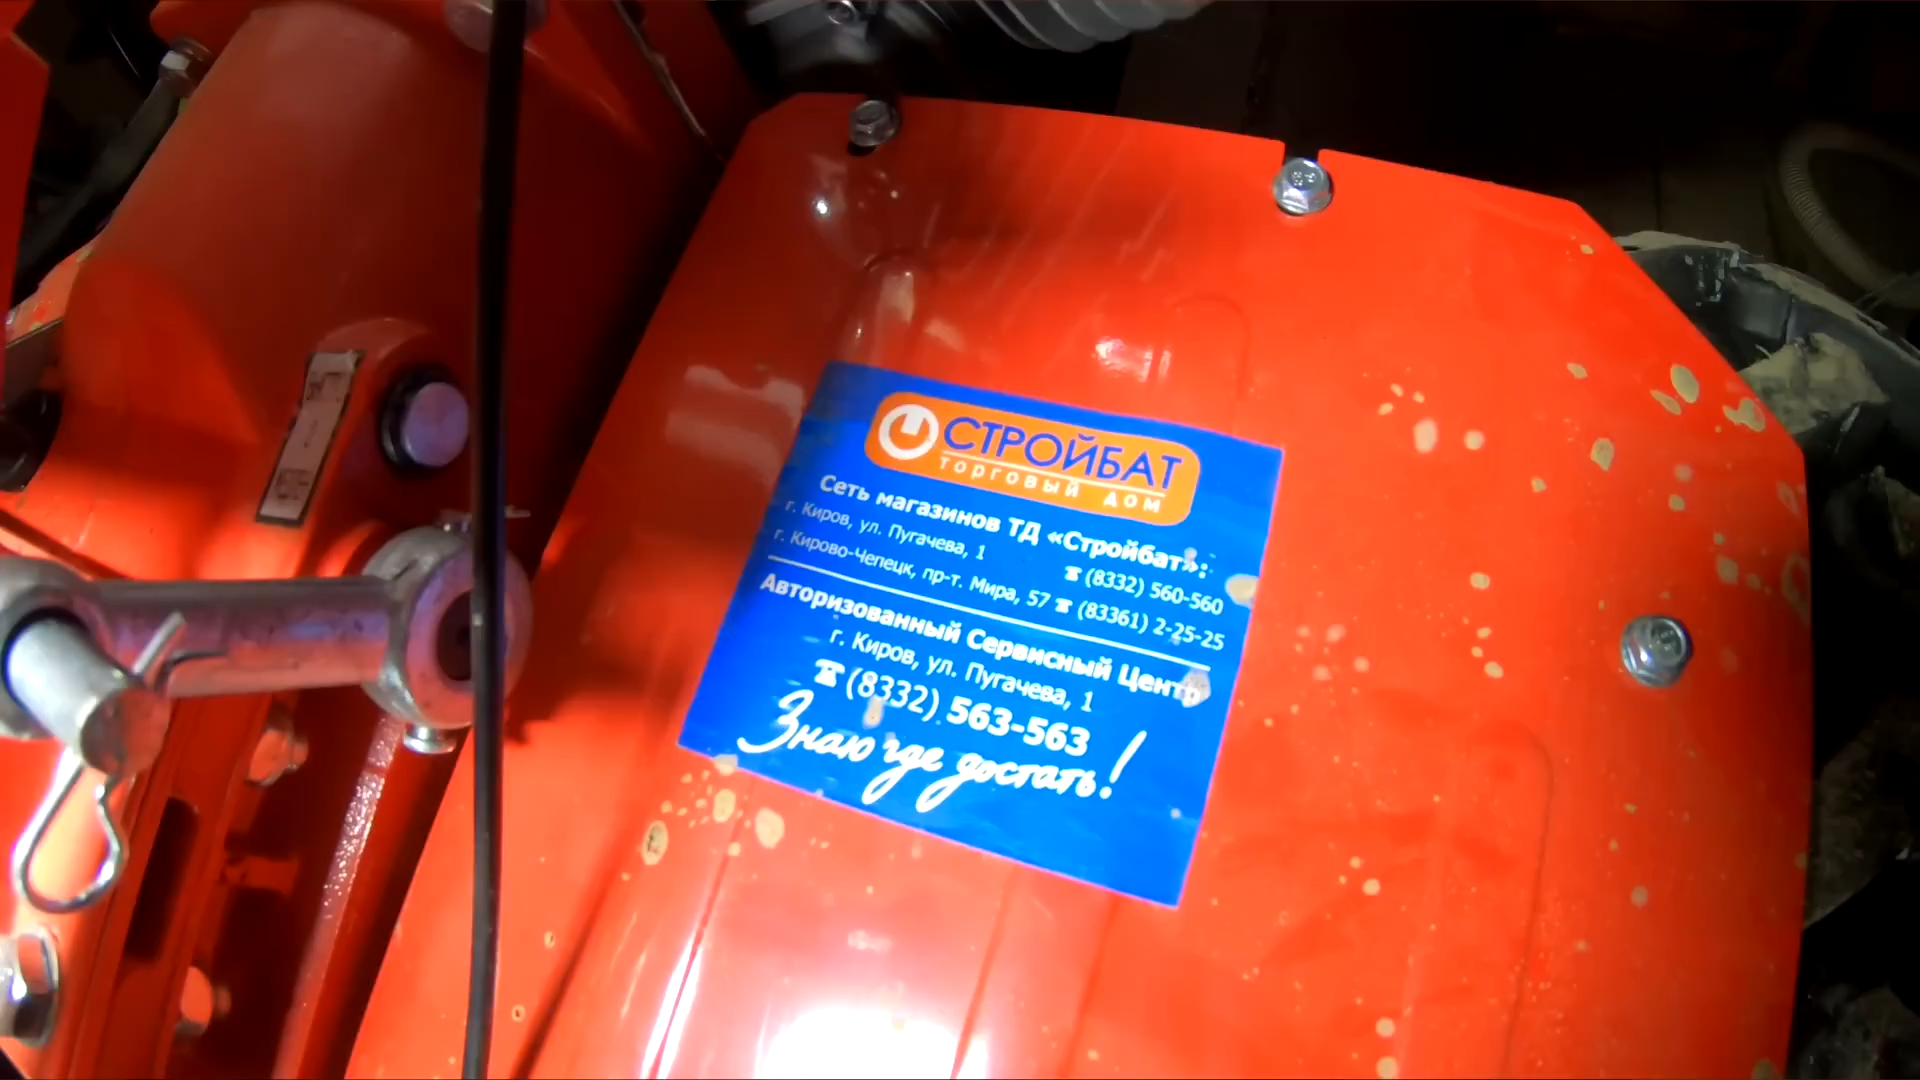 СТРОЙБАТ
торговый дом
Сеть магазинов ТД «Стройбат»:
г. Киров, ул. Пугачева, 1 ☎ (8332) 560-560
г. Кирово-Чепецк, пр-т. Мира, 57 ☎ (83361) 2-25-25
Авторизованный Сервисный Центр
г. Киров, ул. Пугачева, 1
☎ (8332) 563-563
Знаю где достать!